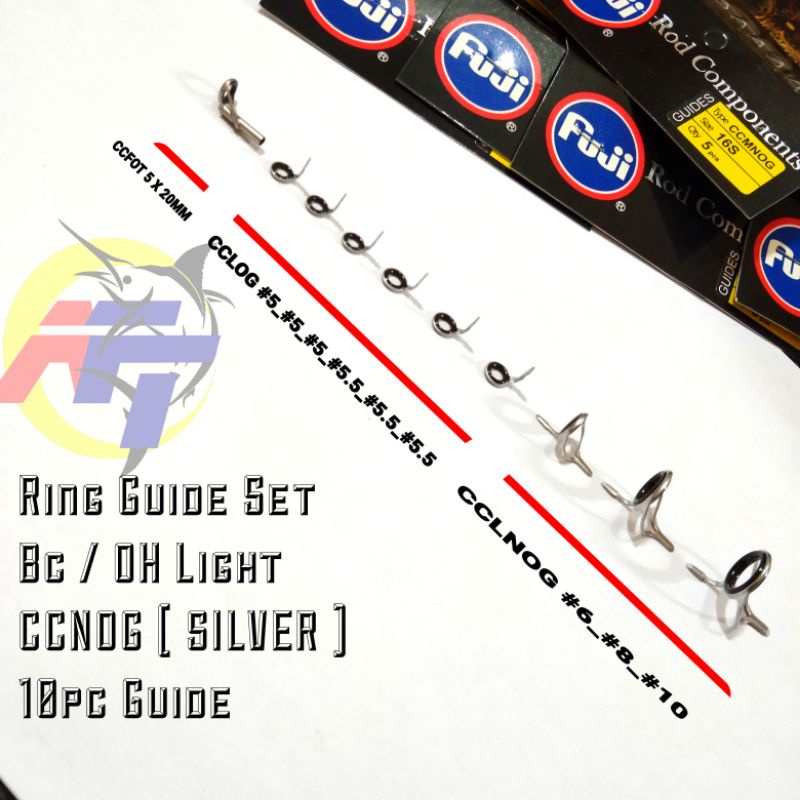 FUJI
®
FUJI
®
FUJI
®
FUJI
Rod Components
Rod Com
GUIDES
Type CCMNOG
Size 16S
Qty 5 pcs
GUIDES
CCFOT 5 X 20MM
CCLOG #5_#5_#5_#5.5_#5.5_#5.5
CCLNOG #6_#8_#10
ATT
Ring Guide Set
Bc / OH Light
CCNOG [ SILVER ]
10pc Guide